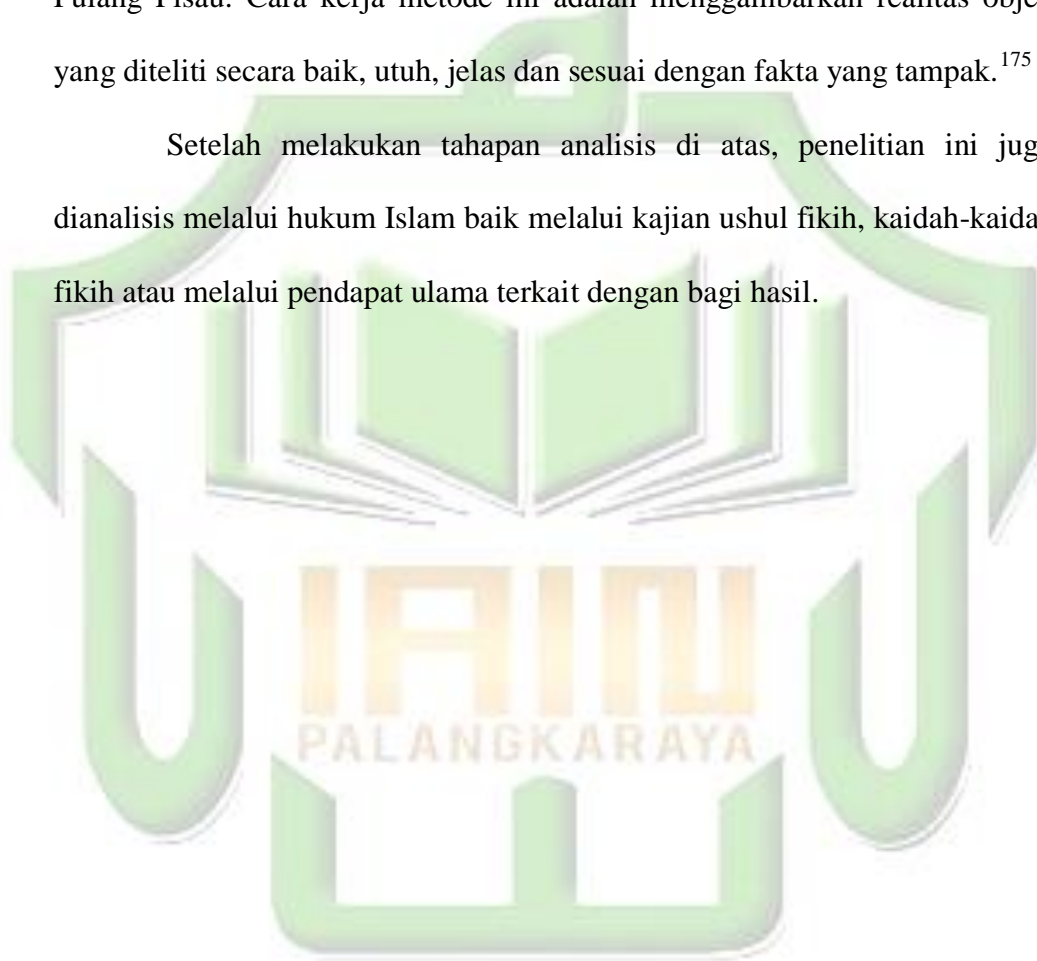 Pulang Pisau. Cara kerja metode ini adalah menggambarkan realitas obje
yang diteliti secara baik, utuh, jelas dan sesuai dengan fakta yang tampak.175
Setelah melakukan tahapan analisis di atas, penelitian ini jug
dianalisis melalui hukum Islam baik melalui kajian ushul fikih, kaidah-kaida
fikih atau melalui pendapat ulama terkait dengan bagi hasil.
IAIN
PALANGKARAYA